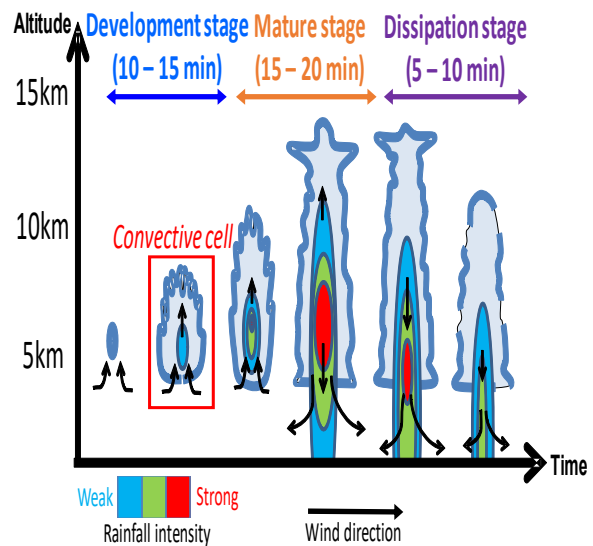 Altitude
Development stage
(10 – 15 min)
Mature stage
(15 – 20 min)
Dissipation stage
(5 – 10 min)
15km
10km
Convective cell
5km
Time
Weak
Strong
Rainfall intensity
Wind direction